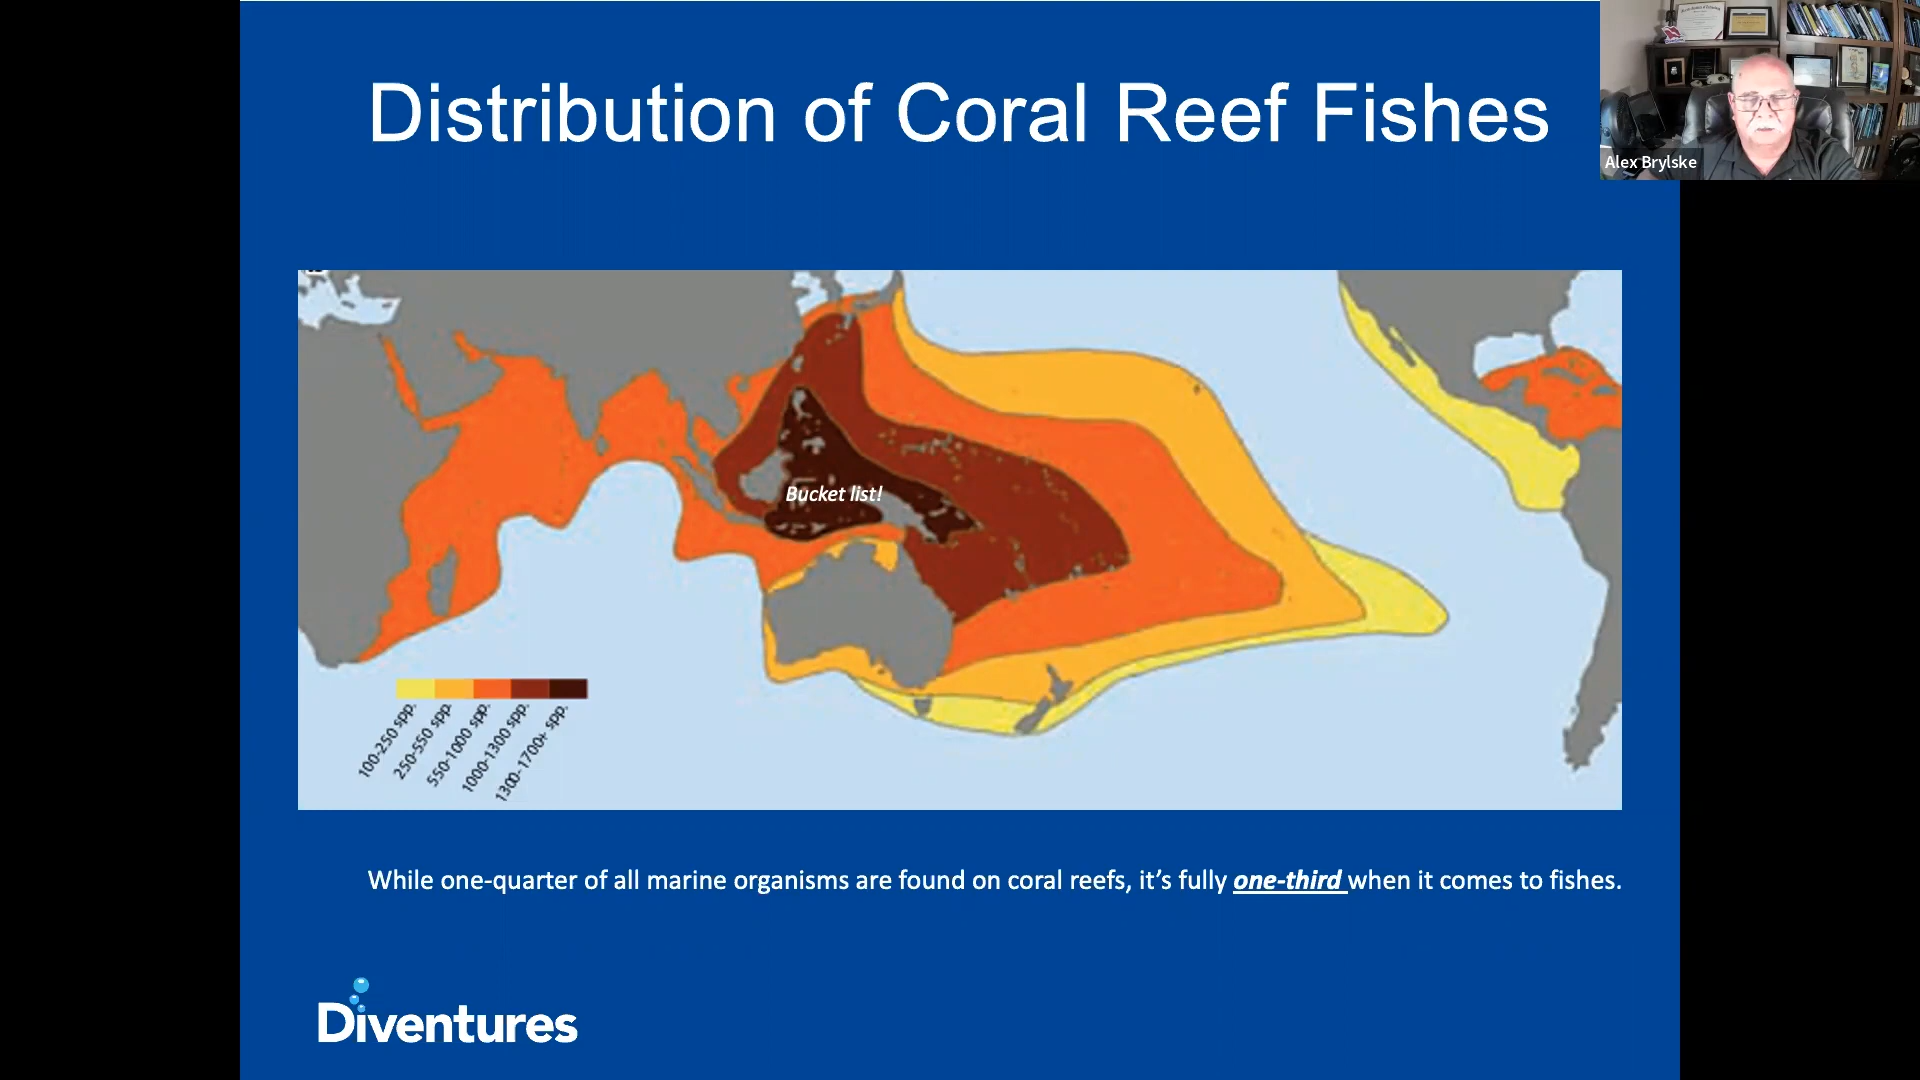 Distribution of Coral Reef Fishes
Alex Brylske
Bucket list!
100-250 spp.
250-550 spp.
550-1000 spp.
1000-1300 spp.
1300-1700+ spp.
While one-quarter of all marine organisms are found on coral reefs, it’s fully one-third when it comes to fishes.
Diventures